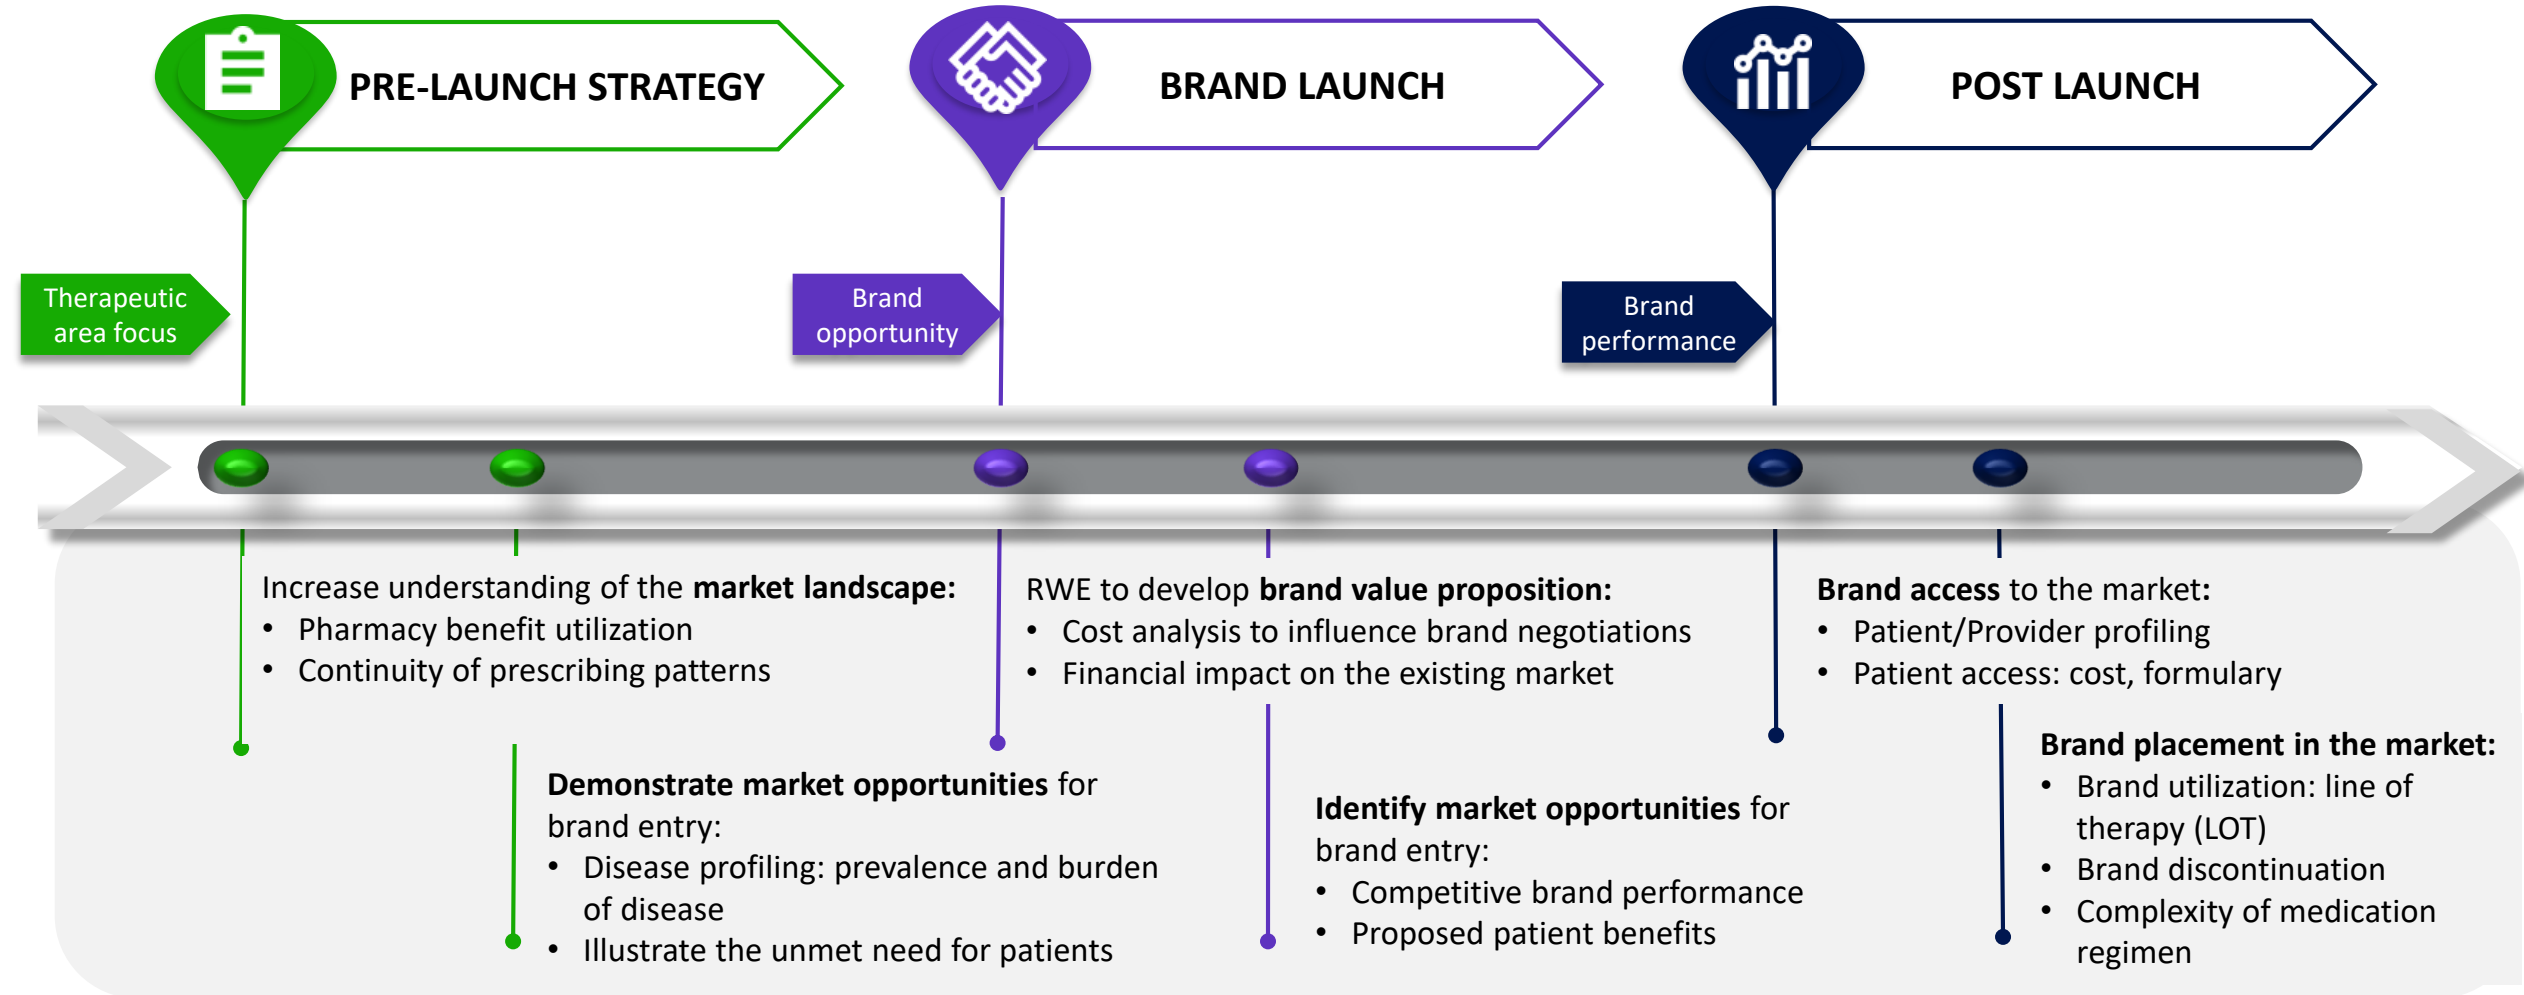 PRE-LAUNCH STRATEGY
BRAND LAUNCH
POST LAUNCH
Therapeutic
area focus
Brand
opportunity
Brand
performance
Increase understanding of the market landscape:
• Pharmacy benefit utilization
• Continuity of prescribing patterns
Demonstrate market opportunities for
brand entry:
• Disease profiling: prevalence and burden
of disease
• Illustrate the unmet need for patients
RWE to develop brand value proposition:
• Cost analysis to influence brand negotiations
• Financial impact on the existing market
Identify market opportunities for
brand entry:
• Competitive brand performance
• Proposed patient benefits
Brand access to the market:
• Patient/Provider profiling
• Patient access: cost, formulary
Brand placement in the market:
• Brand utilization: line of
therapy (LOT)
• Brand discontinuation
• Complexity of medication
regimen